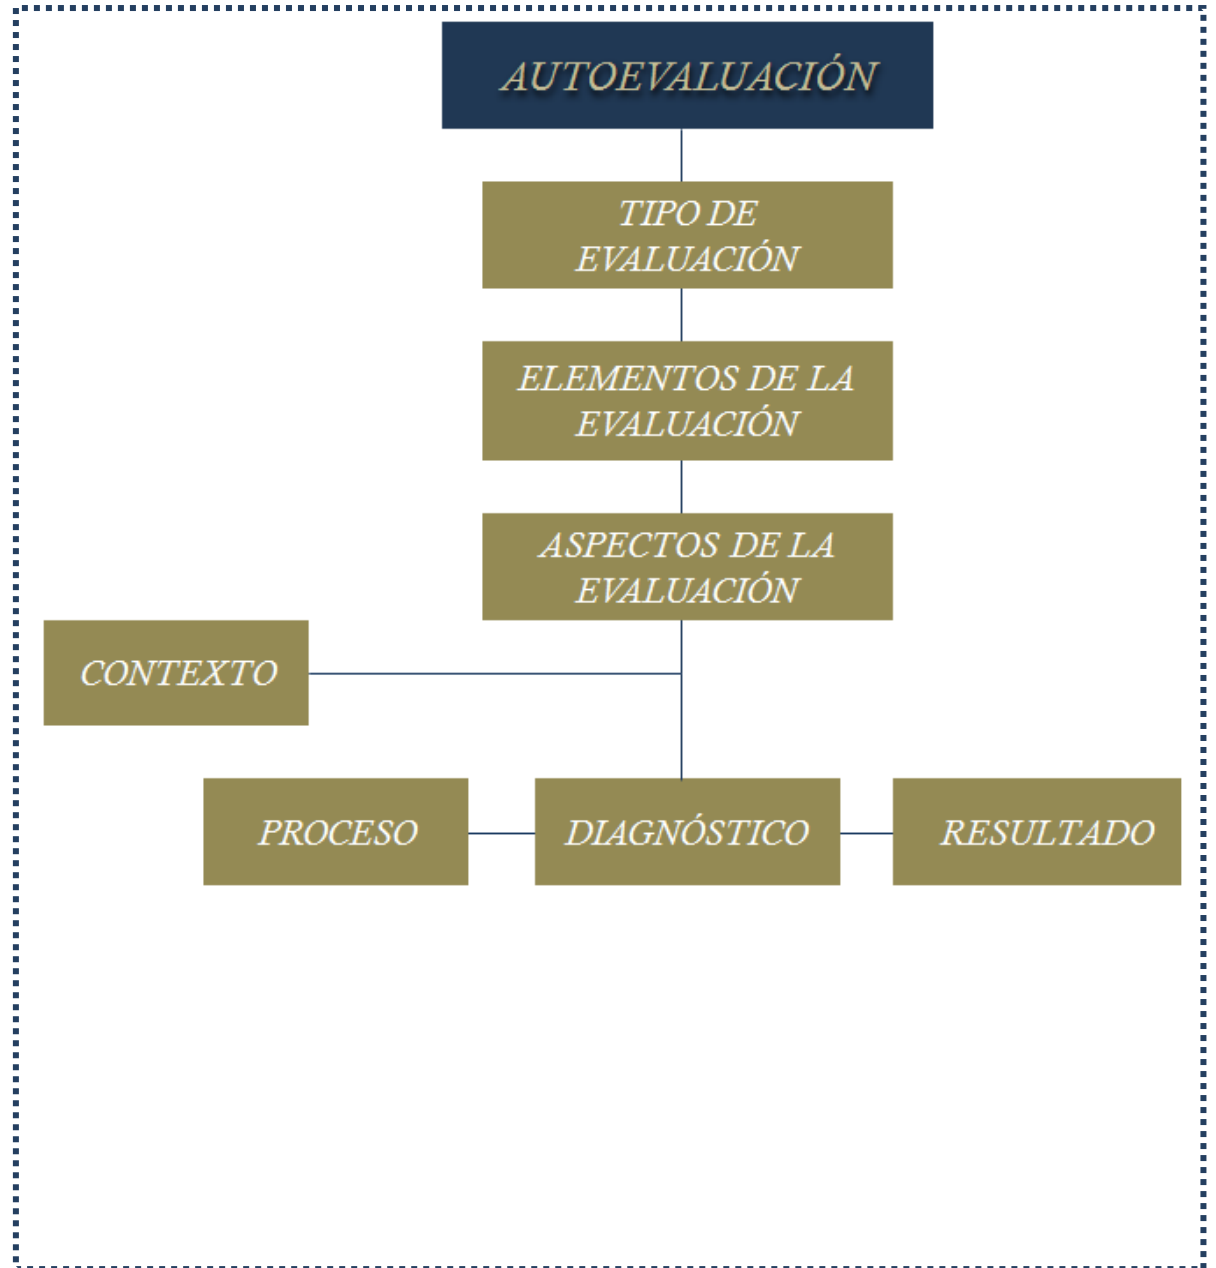 AUTOEVALUACIÓN
TIPO DE
EVALUACIÓN
ELEMENTOS DE LA
EVALUACIÓN
ASPECTOS DE LA
EVALUACIÓN
CONTEXTO
PROCESO
DIAGNÓSTICO
RESULTADO